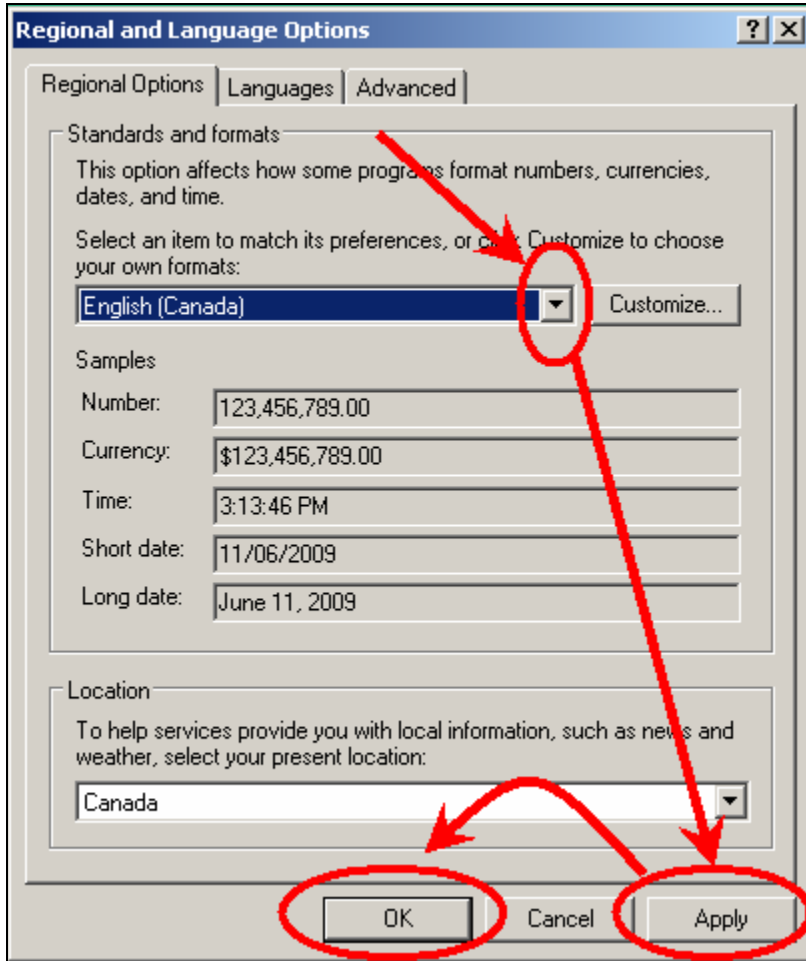 Regional and Language Options
Regional Options Languages Advanced
Standards and formats
This option affects how some programs format numbers, currencies,
dates, and time.
Select an item to match its preferences, or click Customize to choose
your own formats:
English (Canada) Customize...
Samples
Number: 123,456,789.00
Currency: $123,456,789.00
Time: 3:13:46 PM
Short date: 11/06/2009
Long date: June 11, 2009
Location
To help services provide you with local information, such as news and
weather, select your present location:
Canada
OK Cancel Apply